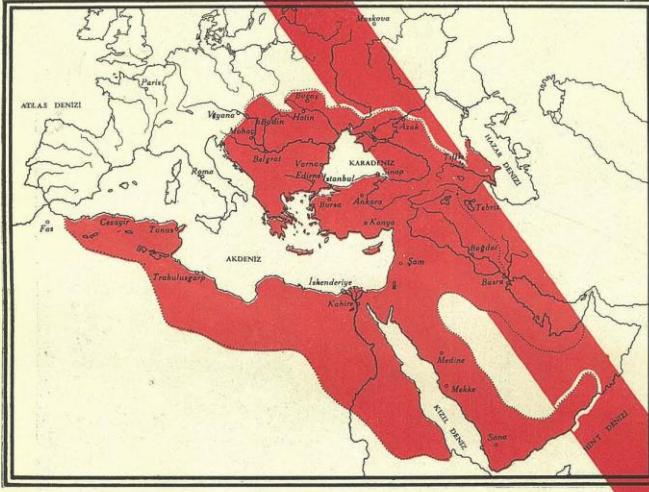 Moskova
Paris
ATLAS DENİZİ
Viyana
Budin
Mohaç
Bugaş
Hotin
Azak
HAZAR DENİZİ
Belgrat
Varna
KARADENİZ
Tiflis
Roma
Edirne
İstanbul
Sinop
Bursa
Ankara
Tebriz
Fas
Cezayir
Tunus
Konya
Bağdat
AKDENİZ
Şam
Trabulusgarp
İskenderiye
Basra
Kahire
Medine
Mekke
KIZIL DENİZ
Sana
HİNT DENİZİ